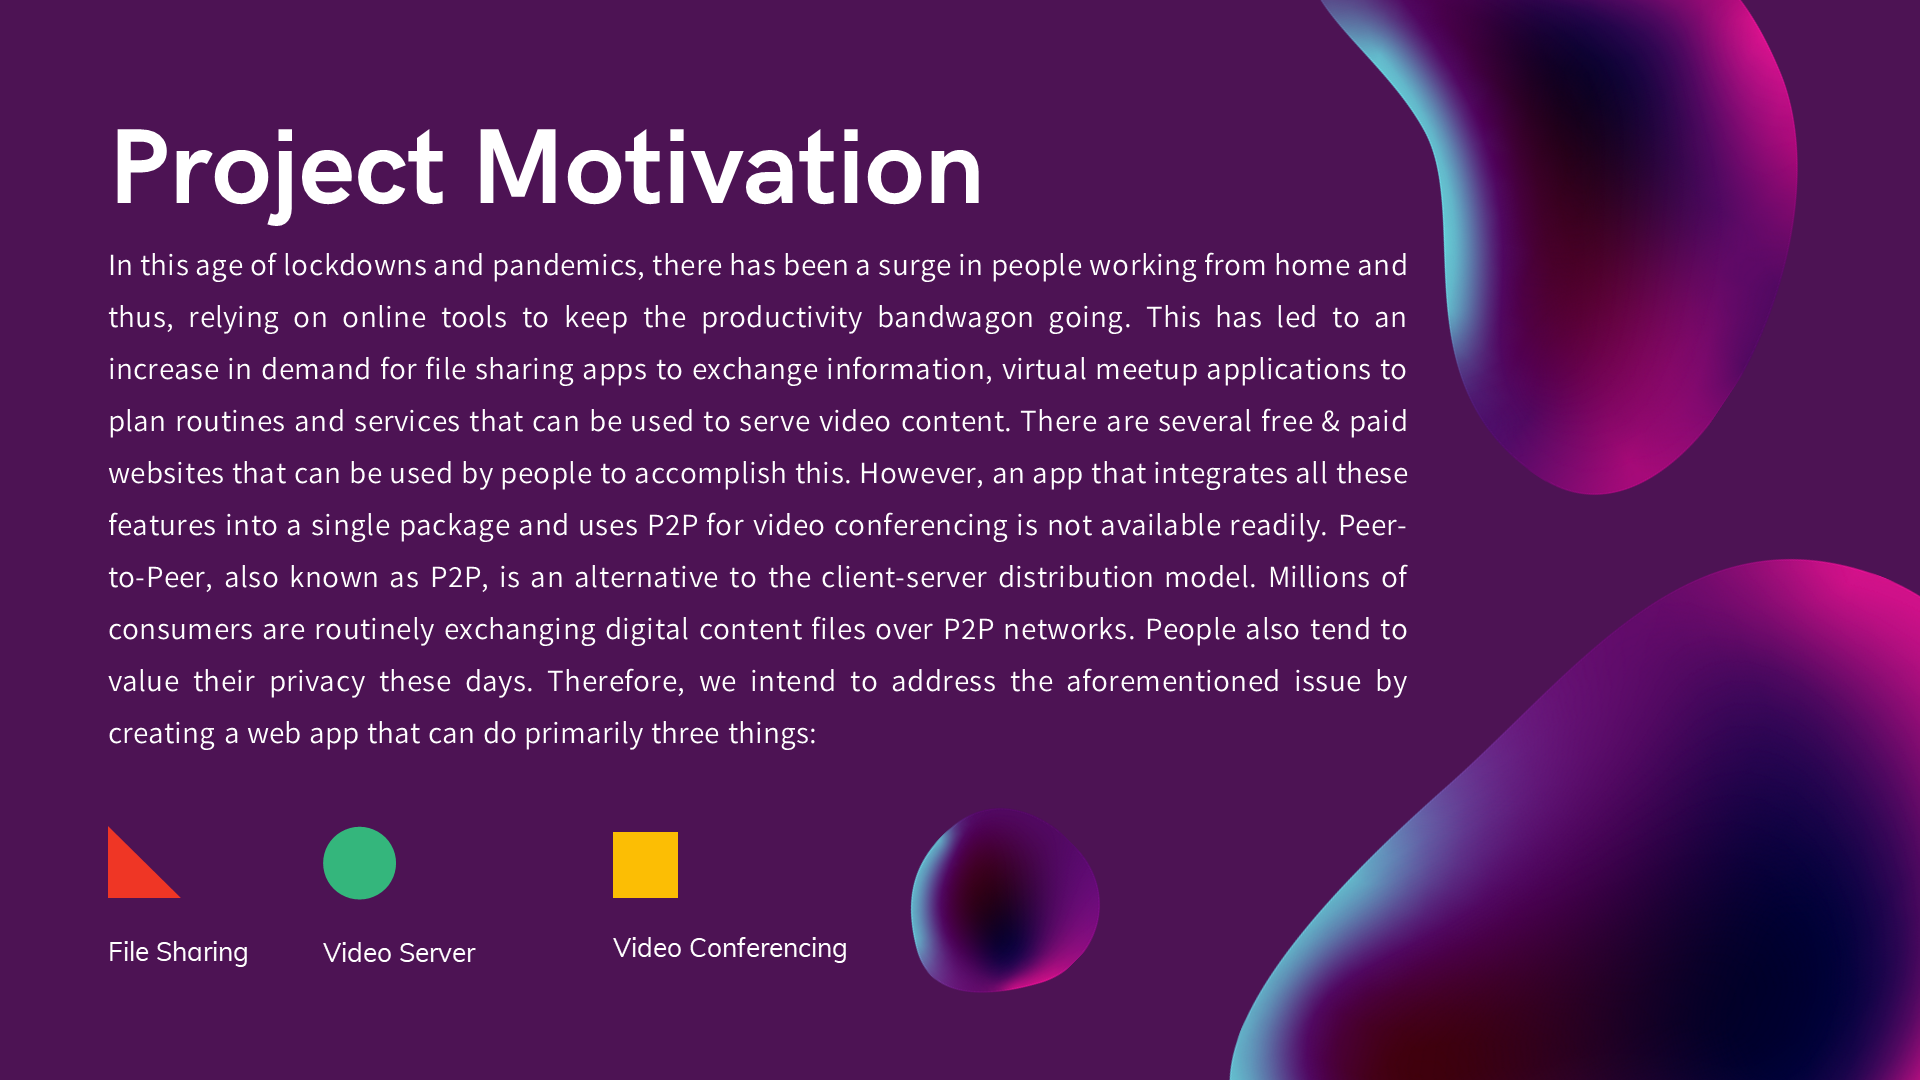 Project Motivation
In this age of lockdowns and pandemics, there has been a surge in people working from home and
thus, relying on online tools to keep the productivity bandwagon going. This has led to an
increase in demand for file sharing apps to exchange information, virtual meetup applications to
plan routines and services that can be used to serve video content. There are several free & paid
websites that can be used by people to accomplish this. However, an app that integrates all these
features into a single package and uses P2P for video conferencing is not available readily. Peer-
to-Peer, also known as P2P, is an alternative to the client-server distribution model. Millions of
consumers are routinely exchanging digital content files over P2P networks. People also tend to
value their privacy these days. Therefore, we intend to address the aforementioned issue by
creating a web app that can do primarily three things:
File Sharing
Video Server
Video Conferencing